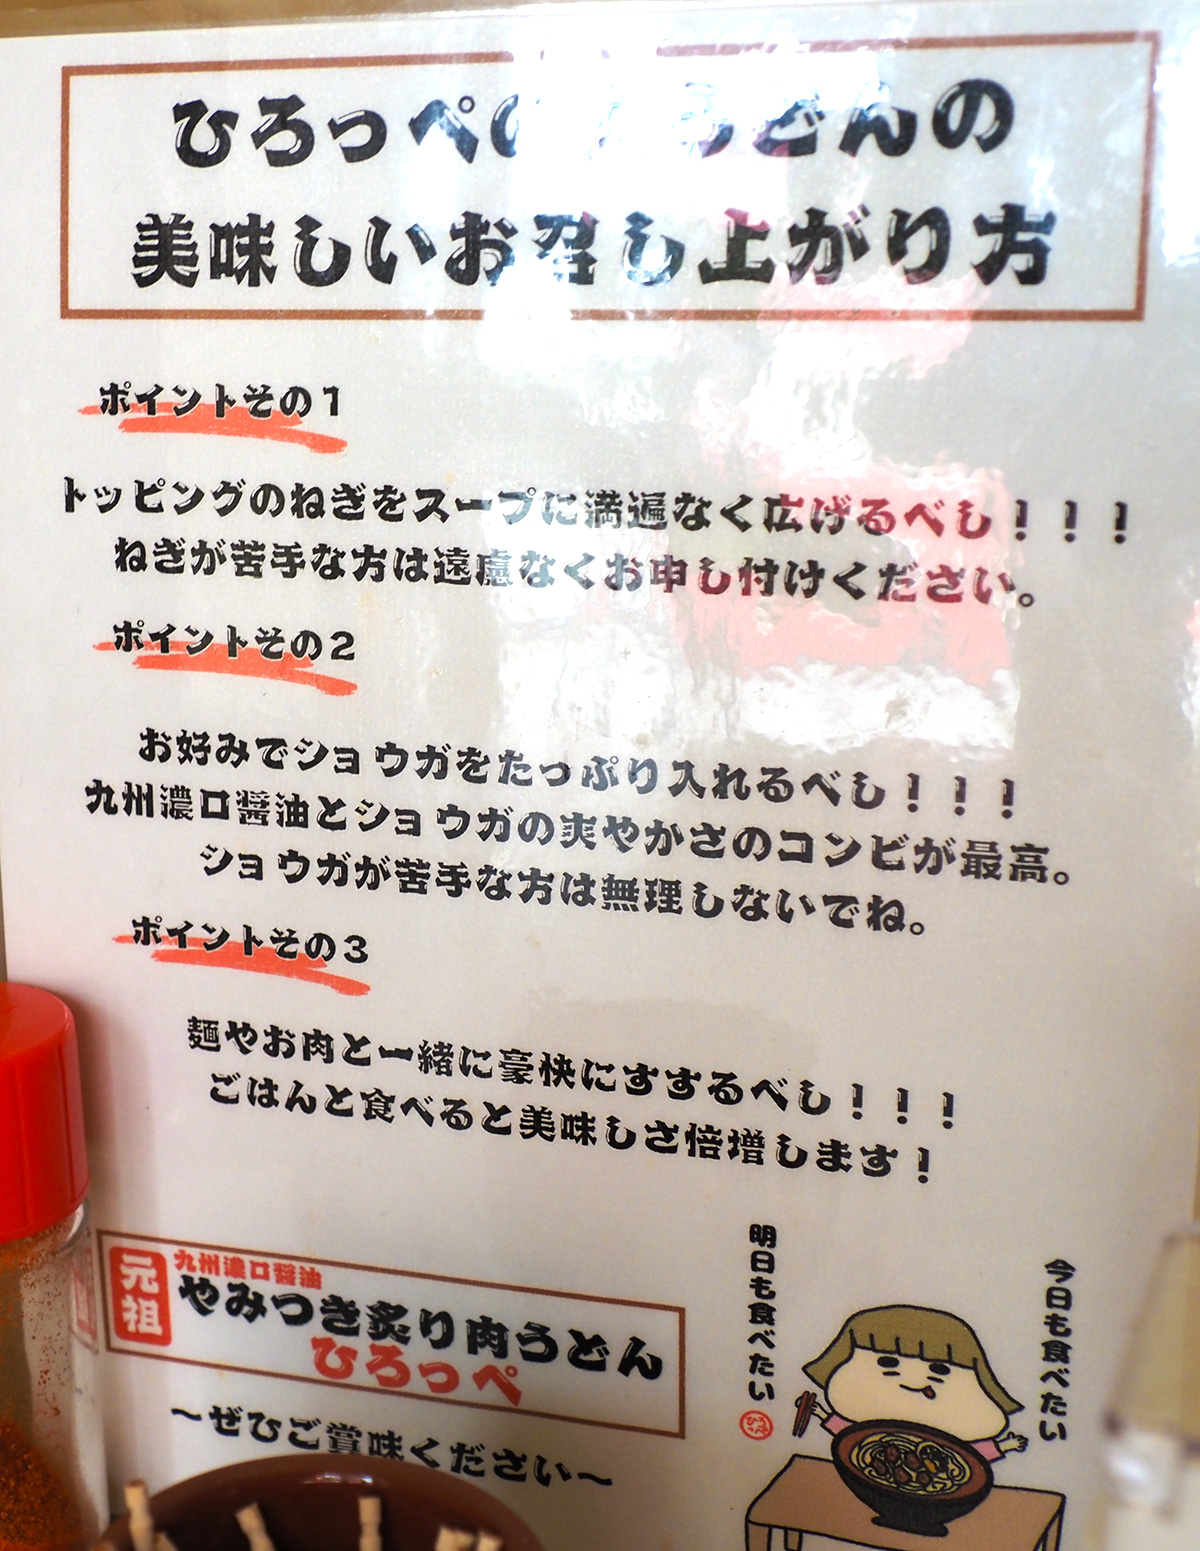 ひろっぺの うどんの
美味しいお召し上がり方
ポイントその1
トッピングのねぎをスープに満遍なく広げるべし！！！
ねぎが苦手な方は遠慮なくお申し付けください。
ポイントその2
お好みでショウガをたっぷり入れるべし！！！
九州濃口醤油とショウガの爽やかさのコンビが最高。
ショウガが苦手な方は無理しないでね。
ポイントその3
麺やお肉と一緒に豪快にすするべし！！！
ごはんと食べると美味しさ倍増します！
元祖
九州濃口醤油
やみつき炙り肉うどん
ひろっぺ
～ぜひご賞味ください～
今日も食べたい
明日も食べたい
ひろっぺ